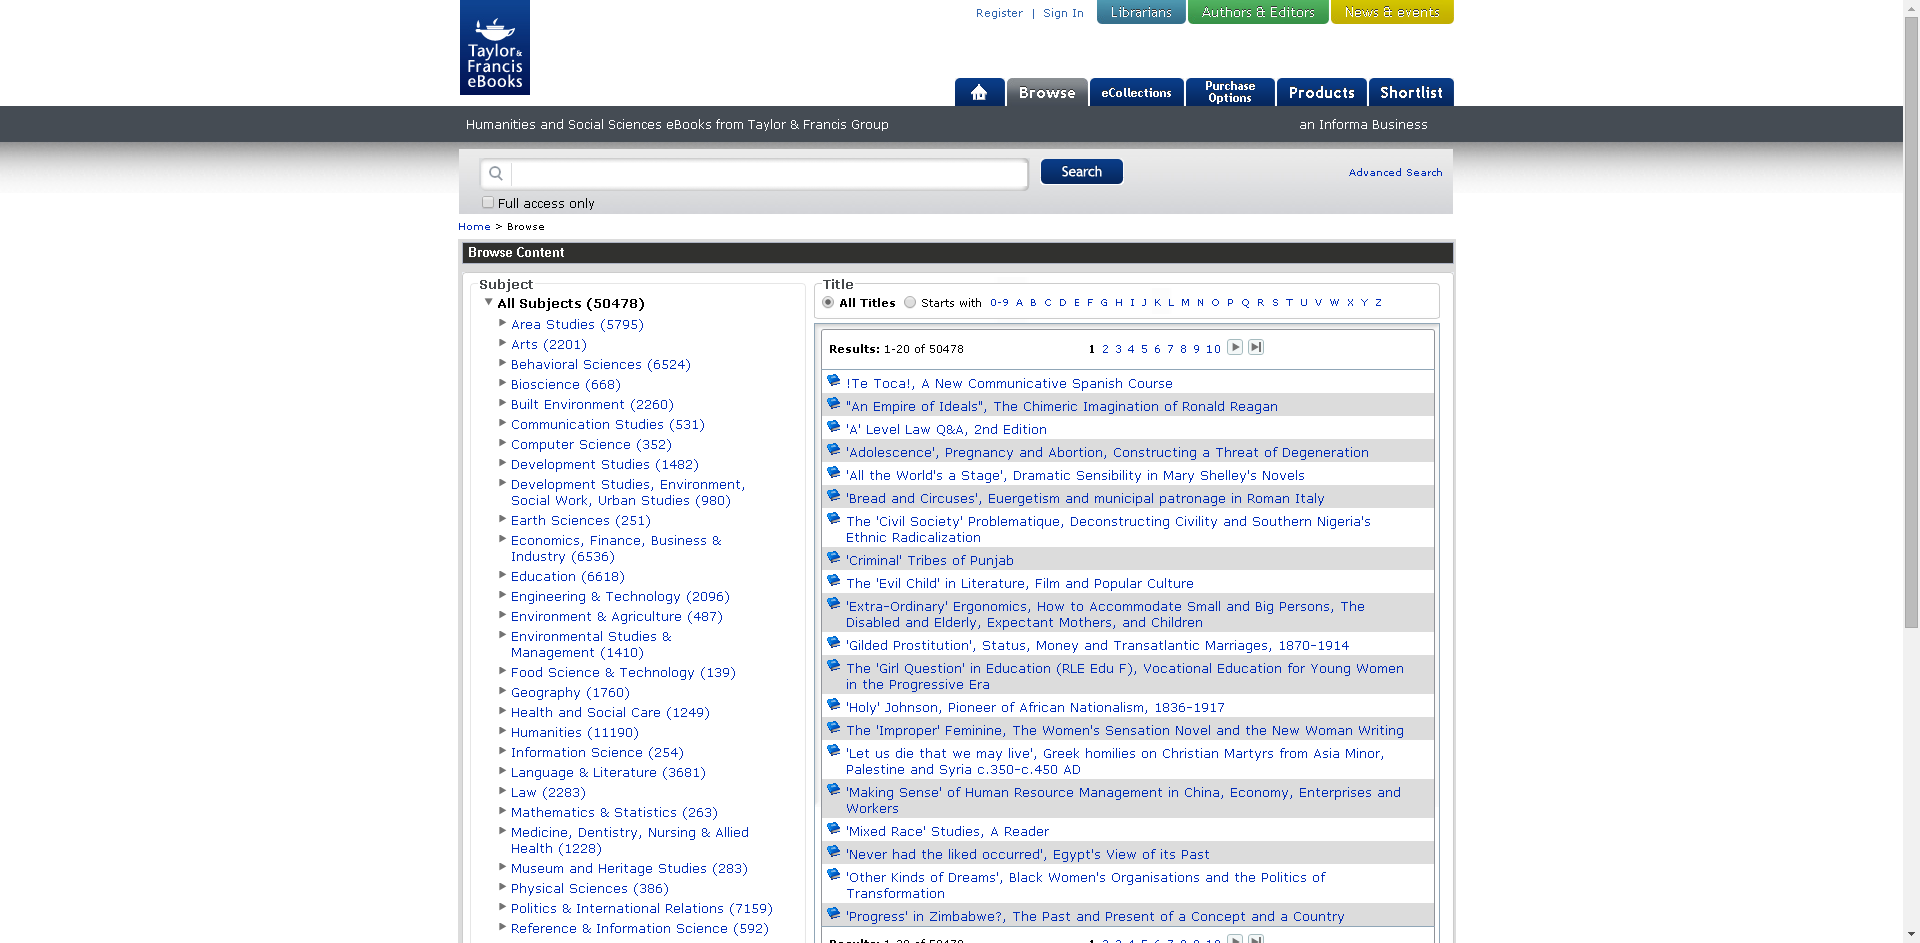 Register | Sign In
Librarians
Authors & Editors
News & events
Taylor &
Francis
eBooks
Browse
eCollections
Purchase
Options
Products
Shortlist
Humanities and Social Sciences eBooks from Taylor & Francis Group
an Informa Business
Search
Advanced Search
Full access only
Home > Browse
Browse Content
Subject
All Subjects (50478)
Area Studies (5795)
Arts (2201)
Behavioral Sciences (6524)
Bioscience (668)
Built Environment (2260)
Communication Studies (531)
Computer Science (352)
Development Studies (1482)
Development Studies, Environment,
Social Work, Urban Studies (980)
Earth Sciences (251)
Economics, Finance, Business &
Industry (6536)
Education (6618)
Engineering & Technology (2096)
Environment & Agriculture (487)
Environmental Studies &
Management (1410)
Food Science & Technology (139)
Geography (1760)
Health and Social Care (1249)
Humanities (11190)
Information Science (254)
Language & Literature (3681)
Law (2283)
Mathematics & Statistics (263)
Medicine, Dentistry, Nursing & Allied
Health (1228)
Museum and Heritage Studies (283)
Physical Sciences (386)
Politics & International Relations (7159)
Reference & Information Science (592)
Title
All Titles Starts with 0-9 A B C D E F G H I J K L M N O P Q R S T U V W X Y Z
Results: 1-20 of 50478 1 2 3 4 5 6 7 8 9 10
!Te Toca!, A New Communicative Spanish Course
"An Empire of Ideals", The Chimeric Imagination of Ronald Reagan
'A' Level Law Q&A, 2nd Edition
'Adolescence', Pregnancy and Abortion, Constructing a Threat of Degeneration
'All the World's a Stage', Dramatic Sensibility in Mary Shelley's Novels
'Bread and Circuses', Euergetism and municipal patronage in Roman Italy
The 'Civil Society' Problematique, Deconstructing Civility and Southern Nigeria's
Ethnic Radicalization
'Criminal' Tribes of Punjab
The 'Evil Child' in Literature, Film and Popular Culture
'Extra-Ordinary' Ergonomics, How to Accommodate Small and Big Persons, The
Disabled and Elderly, Expectant Mothers, and Children
'Gilded Prostitution', Status, Money and Transatlantic Marriages, 1870-1914
The 'Girl Question' in Education (RLE Edu F), Vocational Education for Young Women
in the Progressive Era
'Holy' Johnson, Pioneer of African Nationalism, 1836-1917
The 'Improper' Feminine, The Women's Sensation Novel and the New Woman Writing
'Let us die that we may live', Greek homilies on Christian Martyrs from Asia Minor,
Palestine and Syria c.350-c.450 AD
'Making Sense' of Human Resource Management in China, Economy, Enterprises and
Workers
'Mixed Race' Studies, A Reader
'Never had the liked occurred', Egypt's View of its Past
'Other Kinds of Dreams', Black Women's Organisations and the Politics of
Transformation
'Progress' in Zimbabwe?, The Past and Present of a Concept and a Country
Results: 1-20 of 50478 1 2 3 4 5 6 7 8 9 10